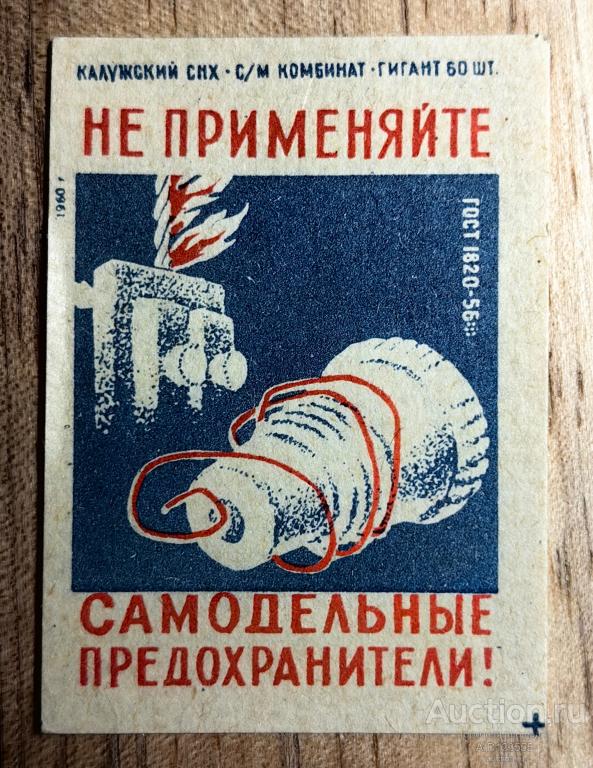 КАЛУЖСКИЙ СНХ · С/М КОМБИНАТ · ГИГАНТ 60 ШТ.
НЕ ПРИМЕНЯЙТЕ
1960 г
ГОСТ 1820-56
САМОДЕЛЬНЫЕ
ПРЕДОХРАНИТЕЛИ!
Auction.ru